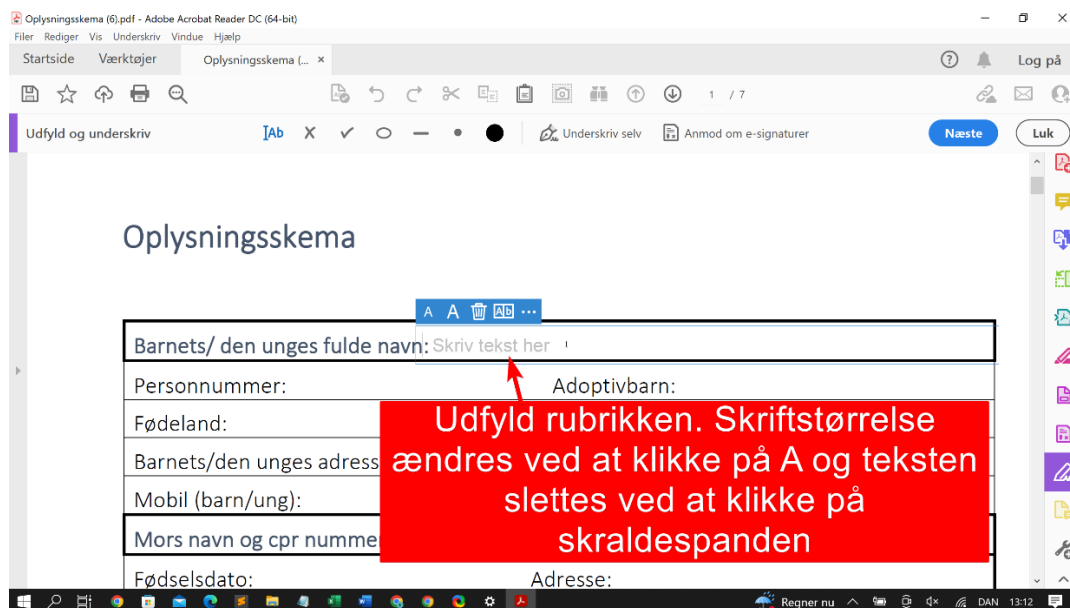 Oplysningsskema (6).pdf - Adobe Acrobat Reader DC (64-bit)
Filer Rediger Vis Underskriv Vindue Hjælp
Startside Værktøjer Oplysningsskema (... × Log på
1 / 7
Udfyld og underskriv Ab Underskriv selv Anmod om e-signaturer Næste Luk
Oplysningsskema
A A Ab ...
Barnets/ den unges fulde navn: Skriv tekst her
Personnummer: Adoptivbarn:
Fødeland:
Barnets/den unges adress
Mobil (barn/ung):
Mors navn og cpr numme
Fødselsdato: Adresse:
Udfyld rubrikken. Skriftstørrelse
ændres ved at klikke på A og teksten
slettes ved at klikke på
skraldespanden
Regner nu DAN 13:12